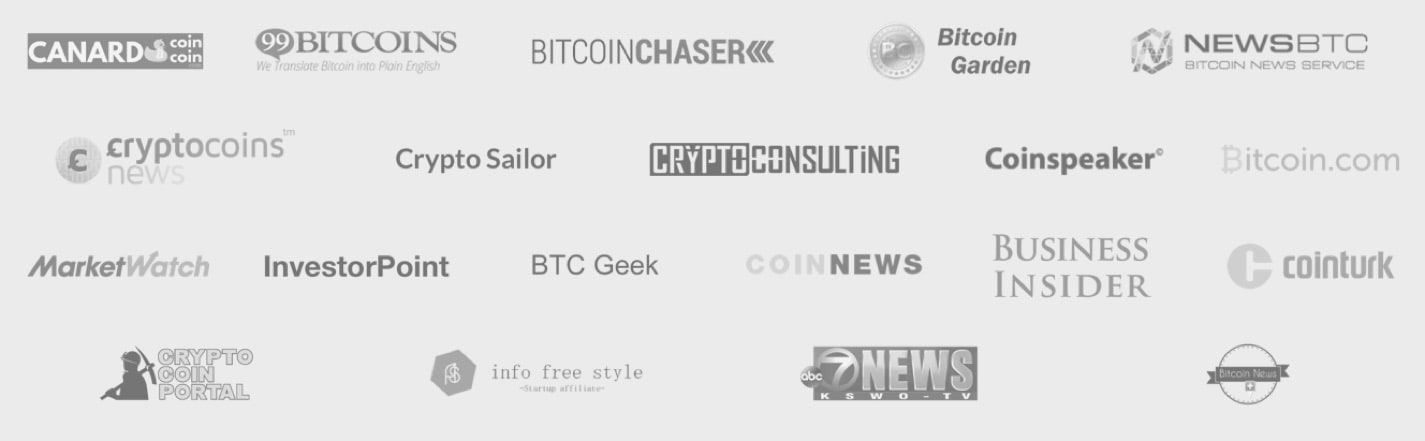 CANARD coin coin
99BITCOINS
We Translate Bitcoin into Plain English
BITCOINCHASER
PC
Bitcoin
Garden
NEWSBTC
BITCOIN NEWS SERVICE
£
£ryptocoins™
news
Crypto Sailor
CRYPTOCONSULTiNG
Coinspeaker©
Bitcoin.com
MarketWatch
InvestorPoint
BTC Geek
COINNEWS
BUSINESS
INSIDER
cointurk
CRYPTO
COIN
PORTAL
info free style
-Startup affiliate-
abc 7 NEWS
KSWO-TV
Bitcoin News